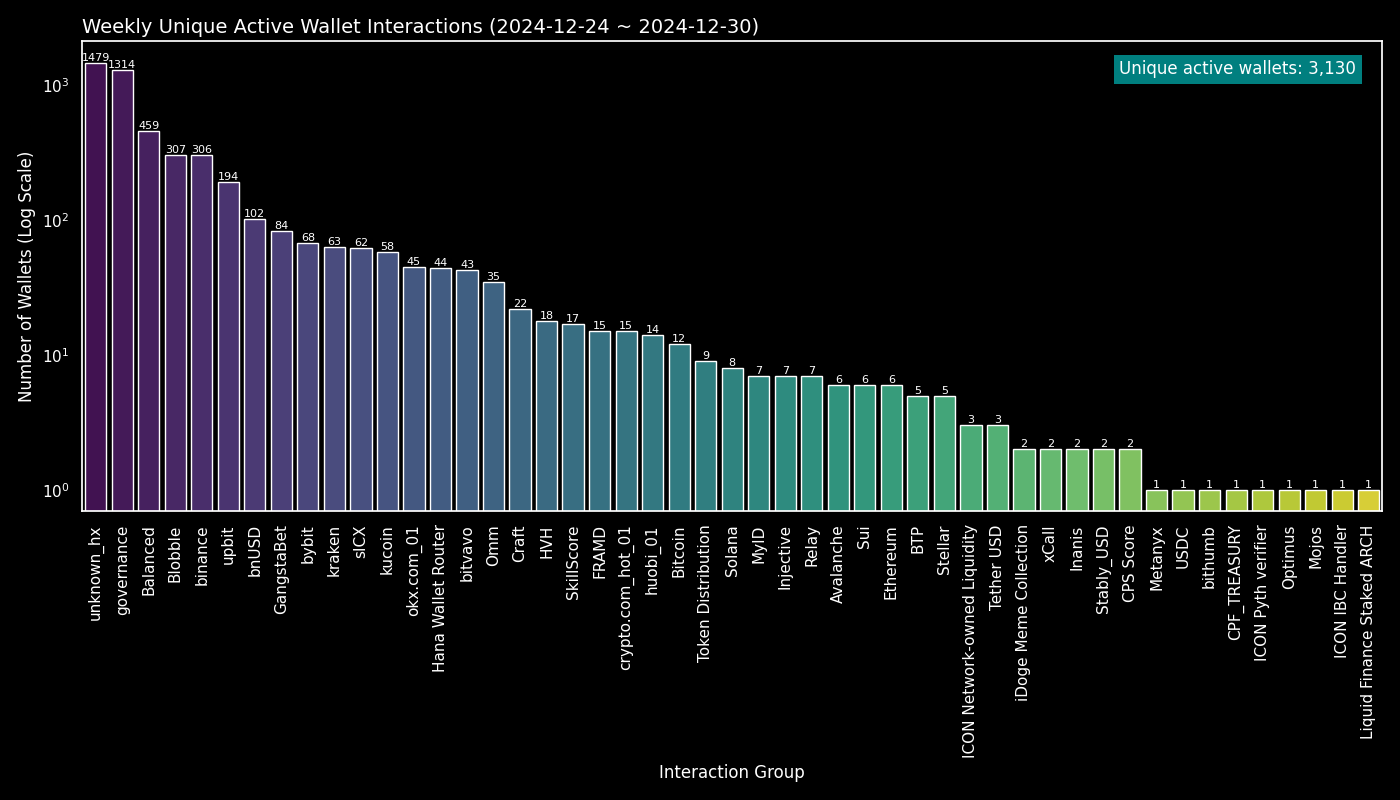 Weekly Unique Active Wallet Interactions (2024-12-24 ~ 2024-12-30)
Unique active wallets: 3,130
Number of Wallets (Log Scale)
10³
10²
10¹
10⁰
1479
1314
459
307
306
194
102
84
68
63
62
58
45
44
43
35
22
18
17
15
15
14
12
9
8
7
7
7
6
6
6
5
5
3
3
2
2
2
2
2
1
1
1
1
1
1
1
1
1
unknown_hx
governance
Balanced
Blobble
binance
upbit
bnUSD
GangstaBet
bybit
kraken
sICX
kucoin
okx.com_01
Hana Wallet Router
bitvavo
Omm
Craft
HVH
SkillScore
FRAMD
crypto.com_hot_01
huobi_01
Bitcoin
Token Distribution
Solana
MyID
Injective
Relay
Avalanche
Sui
Ethereum
BTP
Stellar
ICON Network-owned Liquidity
Tether USD
iDoge Meme Collection
xCall
Inanis
Stably_USD
CPS Score
Metanyx
USDC
bithumb
CPF_TREASURY
ICON Pyth verifier
Optimus
Mojos
ICON IBC Handler
Liquid Finance Staked ARCH
Interaction Group